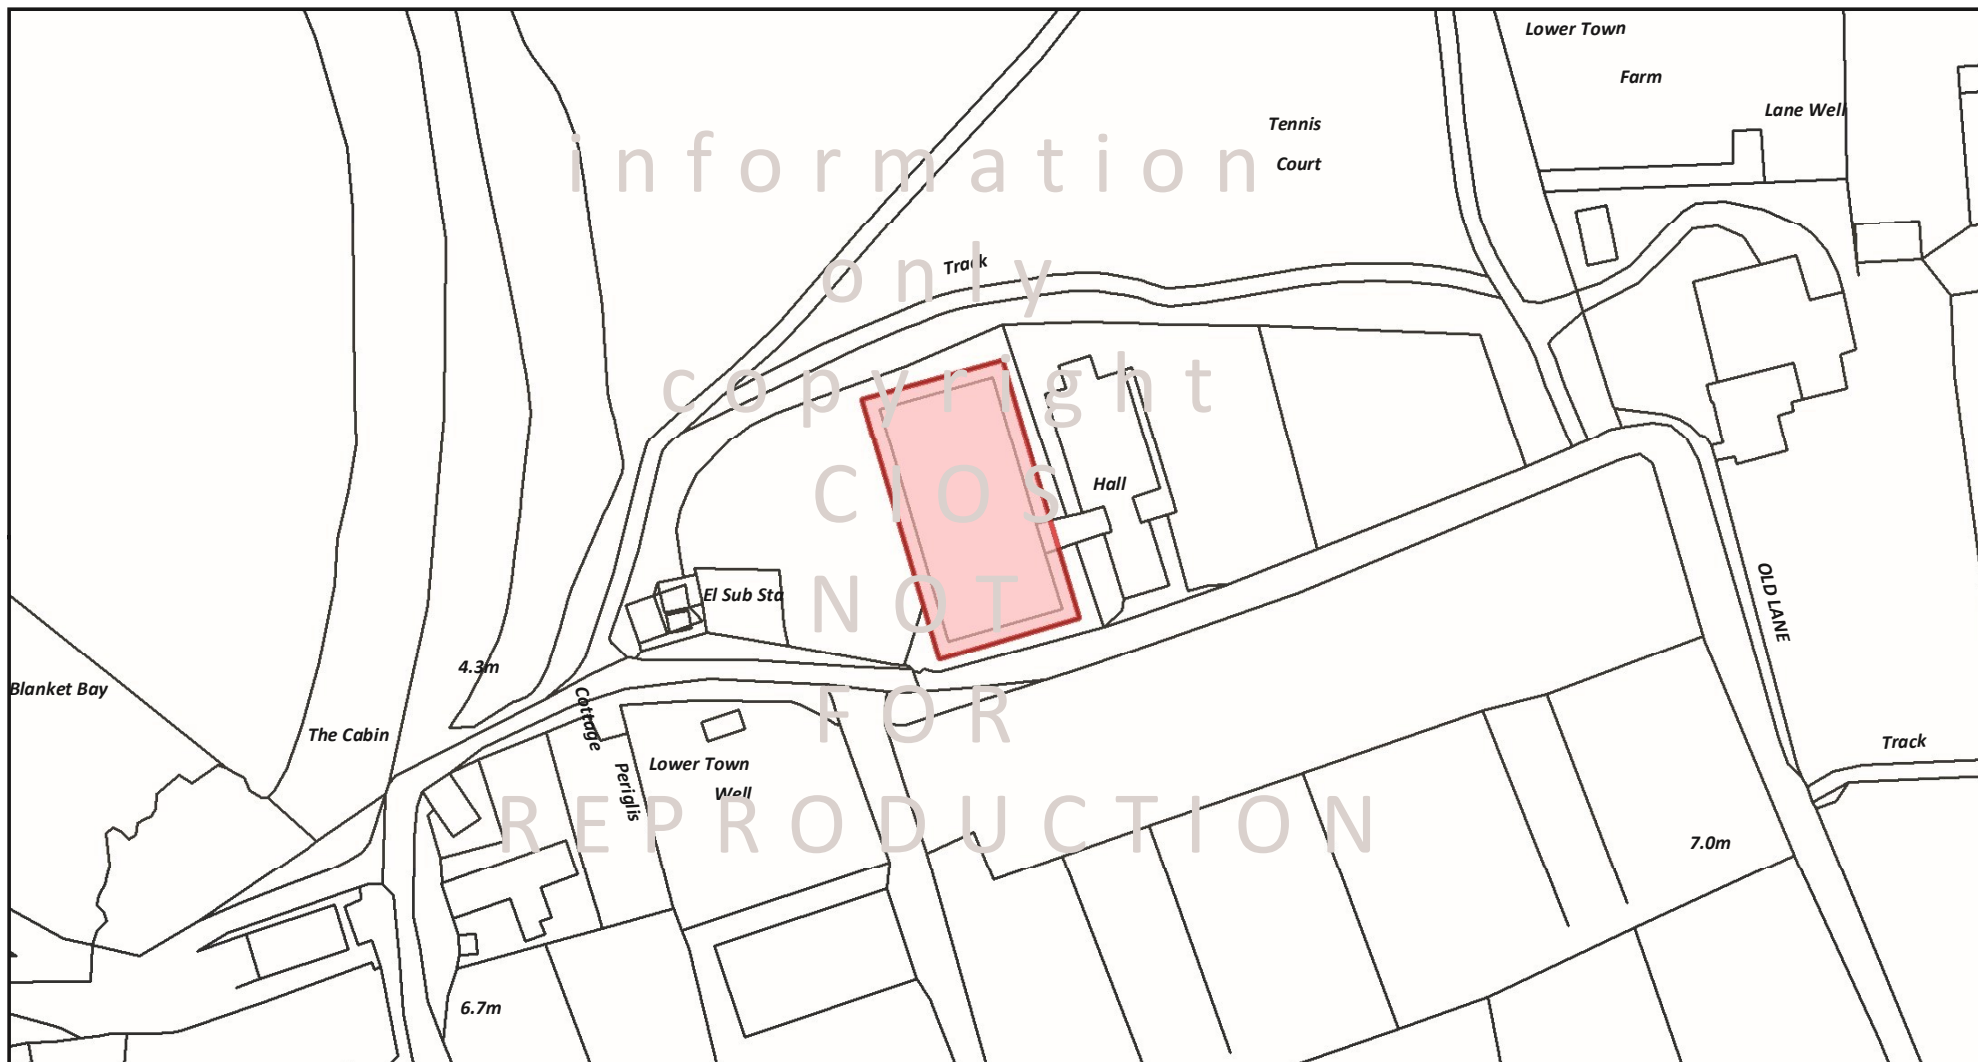 Lower Town
Farm
Lane Well
Tennis
Court
information
Track
only
copyright
Hall
CIOS
El Sub Sta
NOT
OLD LANE
4.3m
Blanket Bay
Cottage
FOR
The Cabin
Track
Lower Town
Well
Periglis
REPRODUCTION
7.0m
6.7m